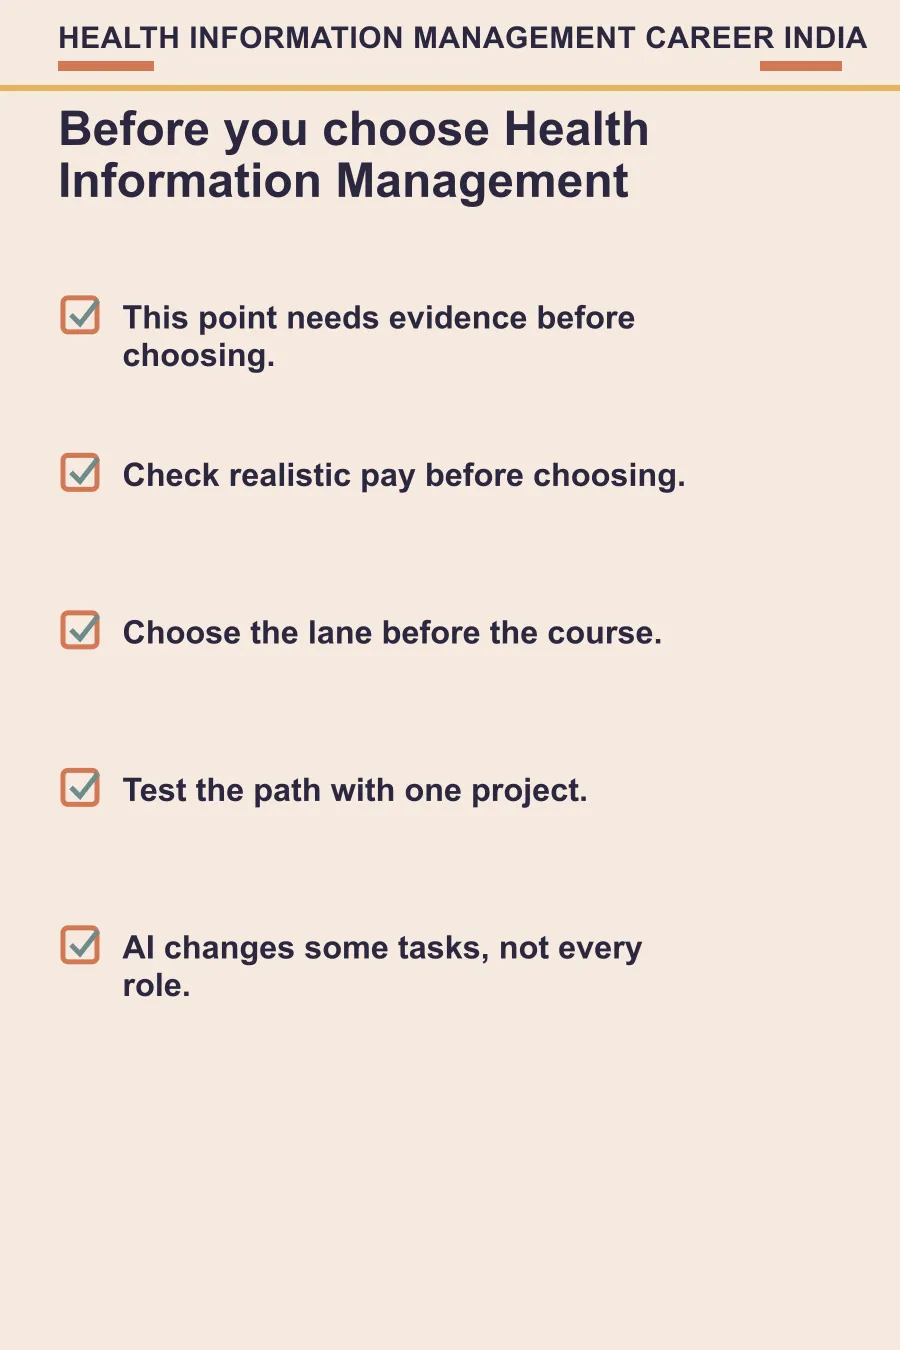 HEALTH INFORMATION MANAGEMENT CAREER INDIA
Before you choose Health
Information Management
This point needs evidence before
choosing.
Check realistic pay before choosing.
Choose the lane before the course.
Test the path with one project.
AI changes some tasks, not every
role.